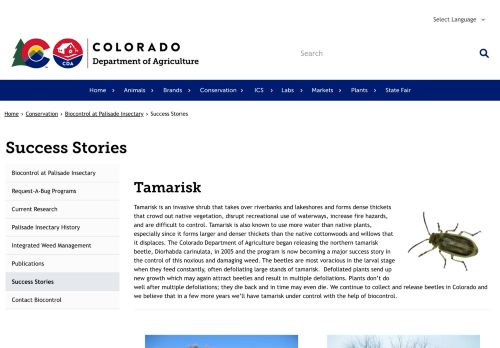 Select Language
COLORADO
Department of Agriculture
CDA
Search
Home Animals Brands Conservation ICS Labs Markets Plants State Fair
Home › Conservation › Biocontrol at Palisade Insectary › Success Stories
Success Stories
Biocontrol at Palisade Insectary
Request-A-Bug Programs
Current Research
Palisade Insectary History
Integrated Weed Management
Publications
Success Stories
Contact Biocontrol
Tamarisk
Tamarisk is an invasive shrub that takes over riverbanks and lakeshores and forms dense thickets
that crowd out native vegetation, disrupt recreational use of waterways, increase fire hazards,
and are difficult to control. Tamarisk is also known to use more water than native plants,
especially since it forms larger and denser thickets than the native cottonwoods and willows that
it displaces. The Colorado Department of Agriculture began releasing the northern tamarisk
beetle, Diorhabda carinulata, in 2005 and the program is now becoming a major success story in
the control of this noxious and damaging weed. The beetles are most voracious in the larval stage
when they feed constantly, often defoliating large stands of tamarisk. Defoliated plants send up
new growth which may again attract beetles and result in multiple defoliations. Plants don't do
well after multiple defoliations; they die back and in time may even die. We continue to collect and release beetles in Colorado and
we believe that in a few more years we'll have tamarisk under control with the help of biocontrol.